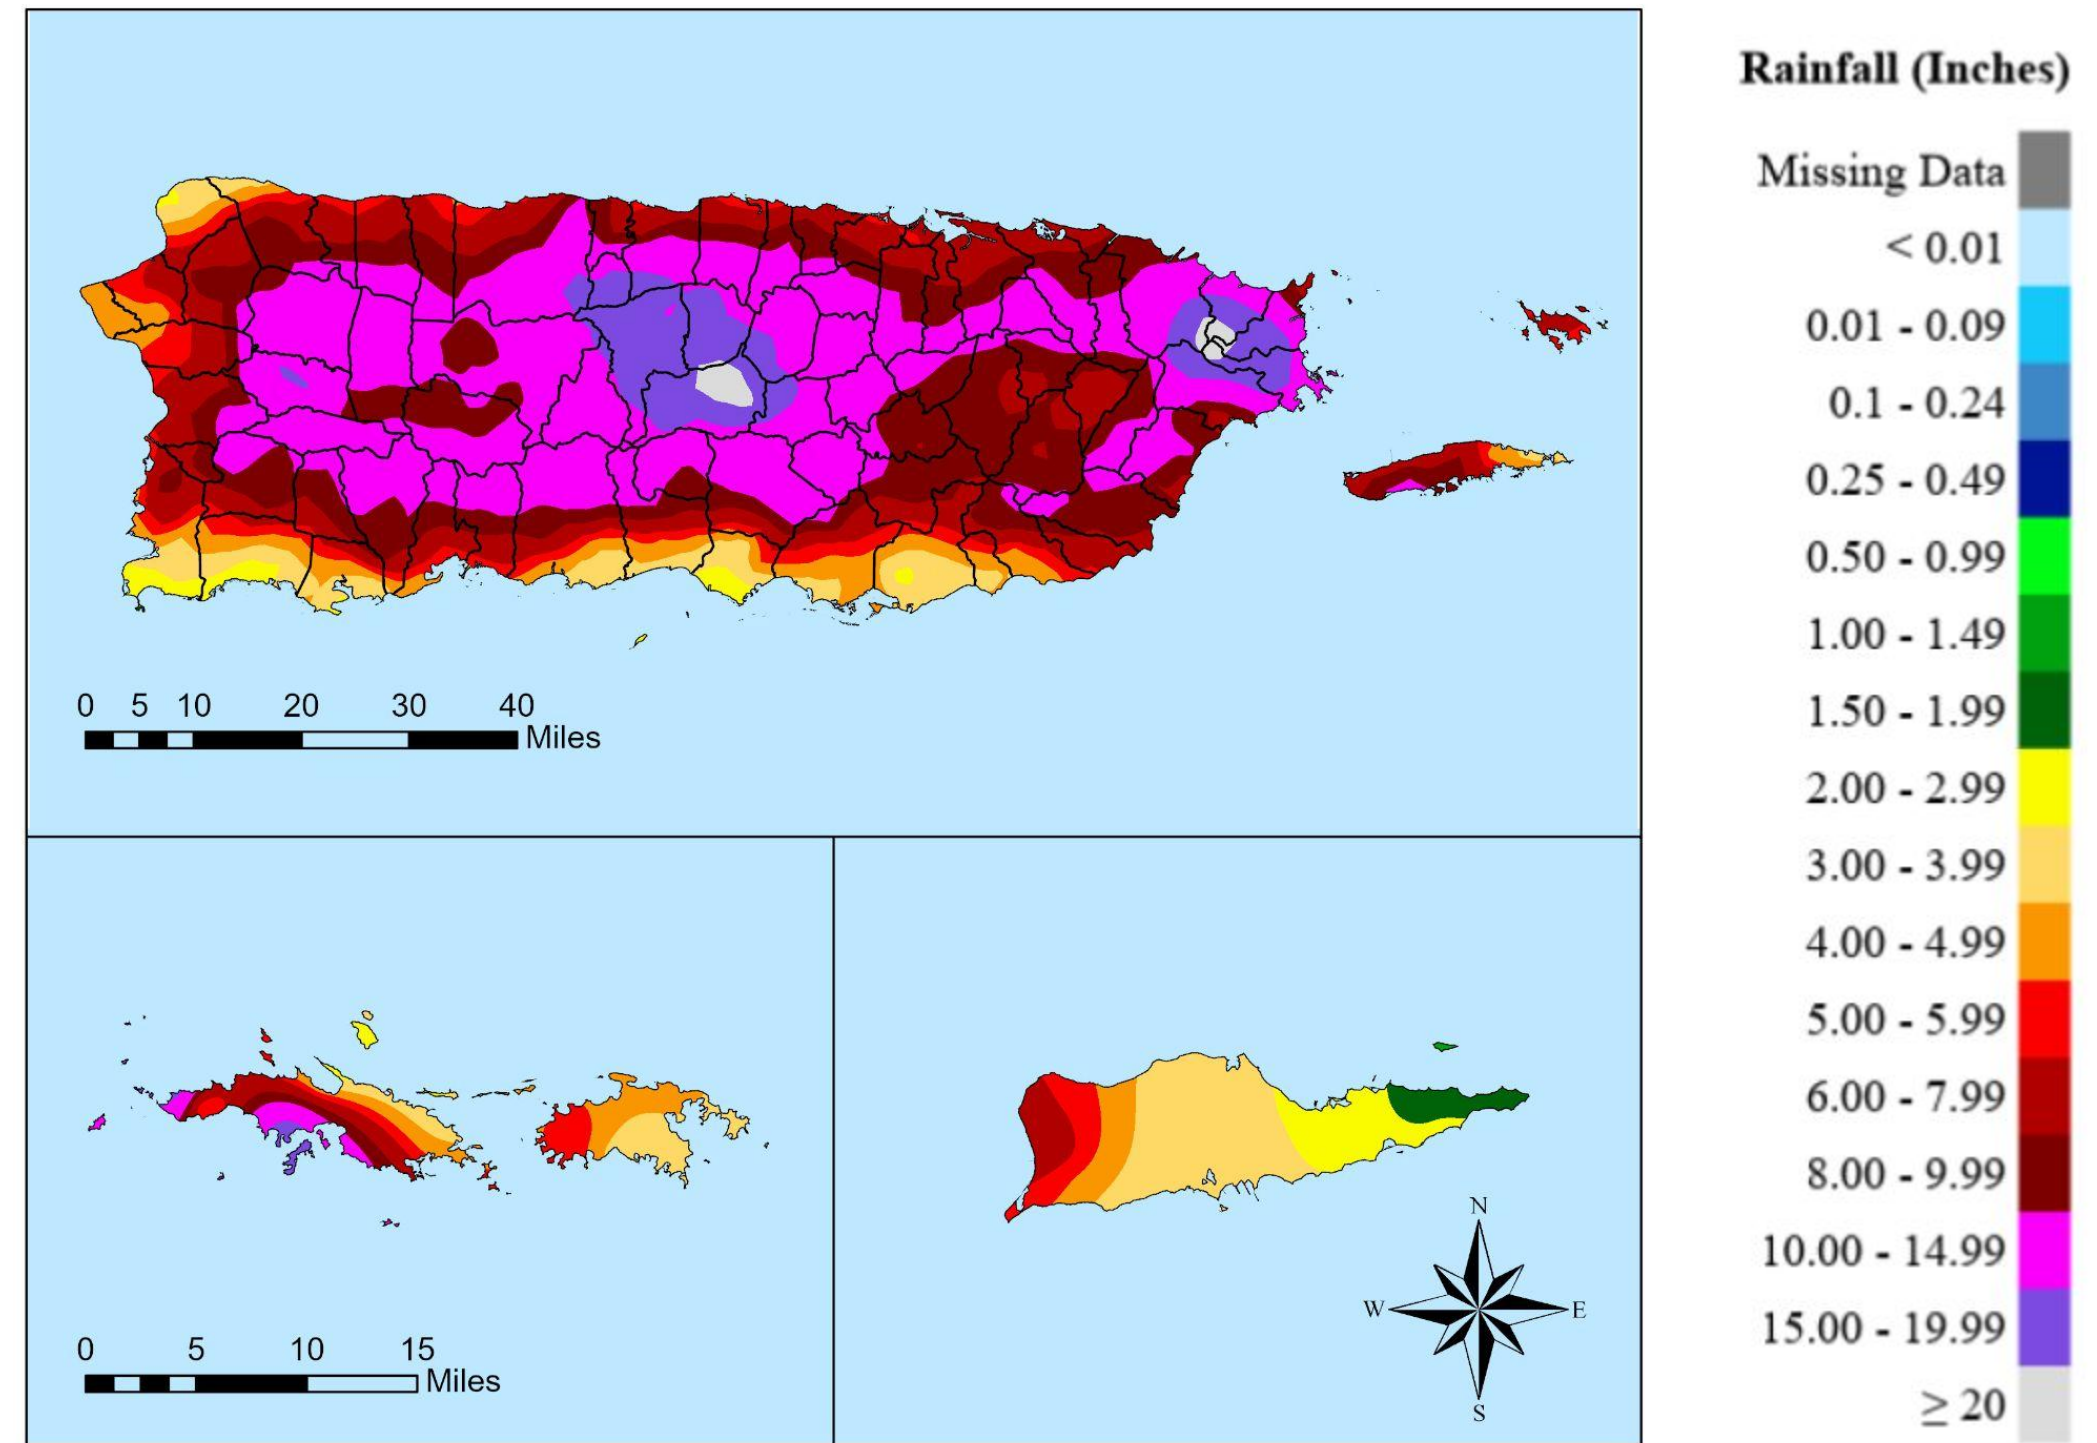 Rainfall (Inches)
Missing Data
< 0.01
0.01 - 0.09
0.1 - 0.24
0.25 - 0.49
0.50 - 0.99
1.00 - 1.49
1.50 - 1.99
2.00 - 2.99
3.00 - 3.99
4.00 - 4.99
5.00 - 5.99
6.00 - 7.99
8.00 - 9.99
10.00 - 14.99
15.00 - 19.99
≥ 20
0 5 10 20 30 40
Miles
0 5 10 15
Miles
N
W E
S